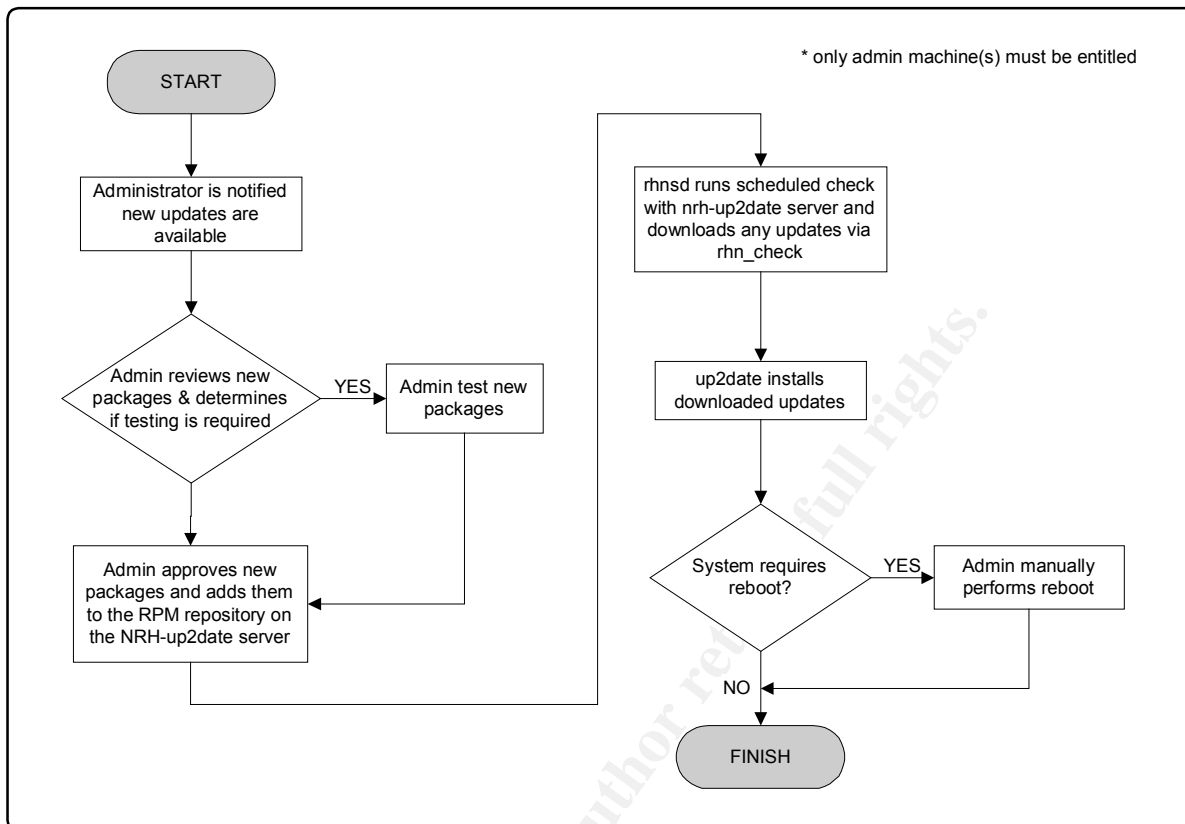 * only admin machine(s) must be entitled
START
Administrator is notified
new updates are
available
Admin reviews new
packages & determines
if testing is required
YES
Admin test new
packages
Admin approves new
packages and adds them
to the RPM repository on
the NRH-up2date server
rhnsd runs scheduled check
with nrh-up2date server and
downloads any updates via
rhn_check
up2date installs
downloaded updates
System requires
reboot?
YES
Admin manually
performs reboot
NO
FINISH
full rights.